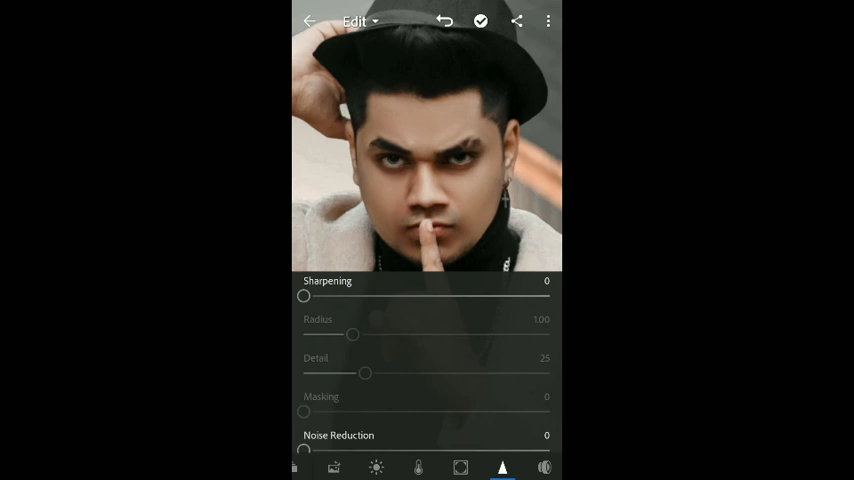 Edit
Sharpening 0
Radius 1.00
Detail 25
Masking 0
Noise Reduction 0